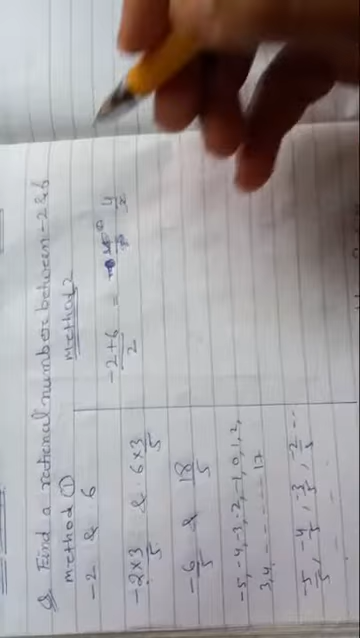 Q Find a rational number between -2 & 6
Method ①
-2 & 6
-2×3/5 & 6×3/5
-6/5 & 18/5
-5, -4, -3, -2, -1, 0, 1, 2,
3, 4, - - - - - - 17
-5/5, -4/5, -3/5, -2/5 ---
Method 2
-2+6/2 = 4/2